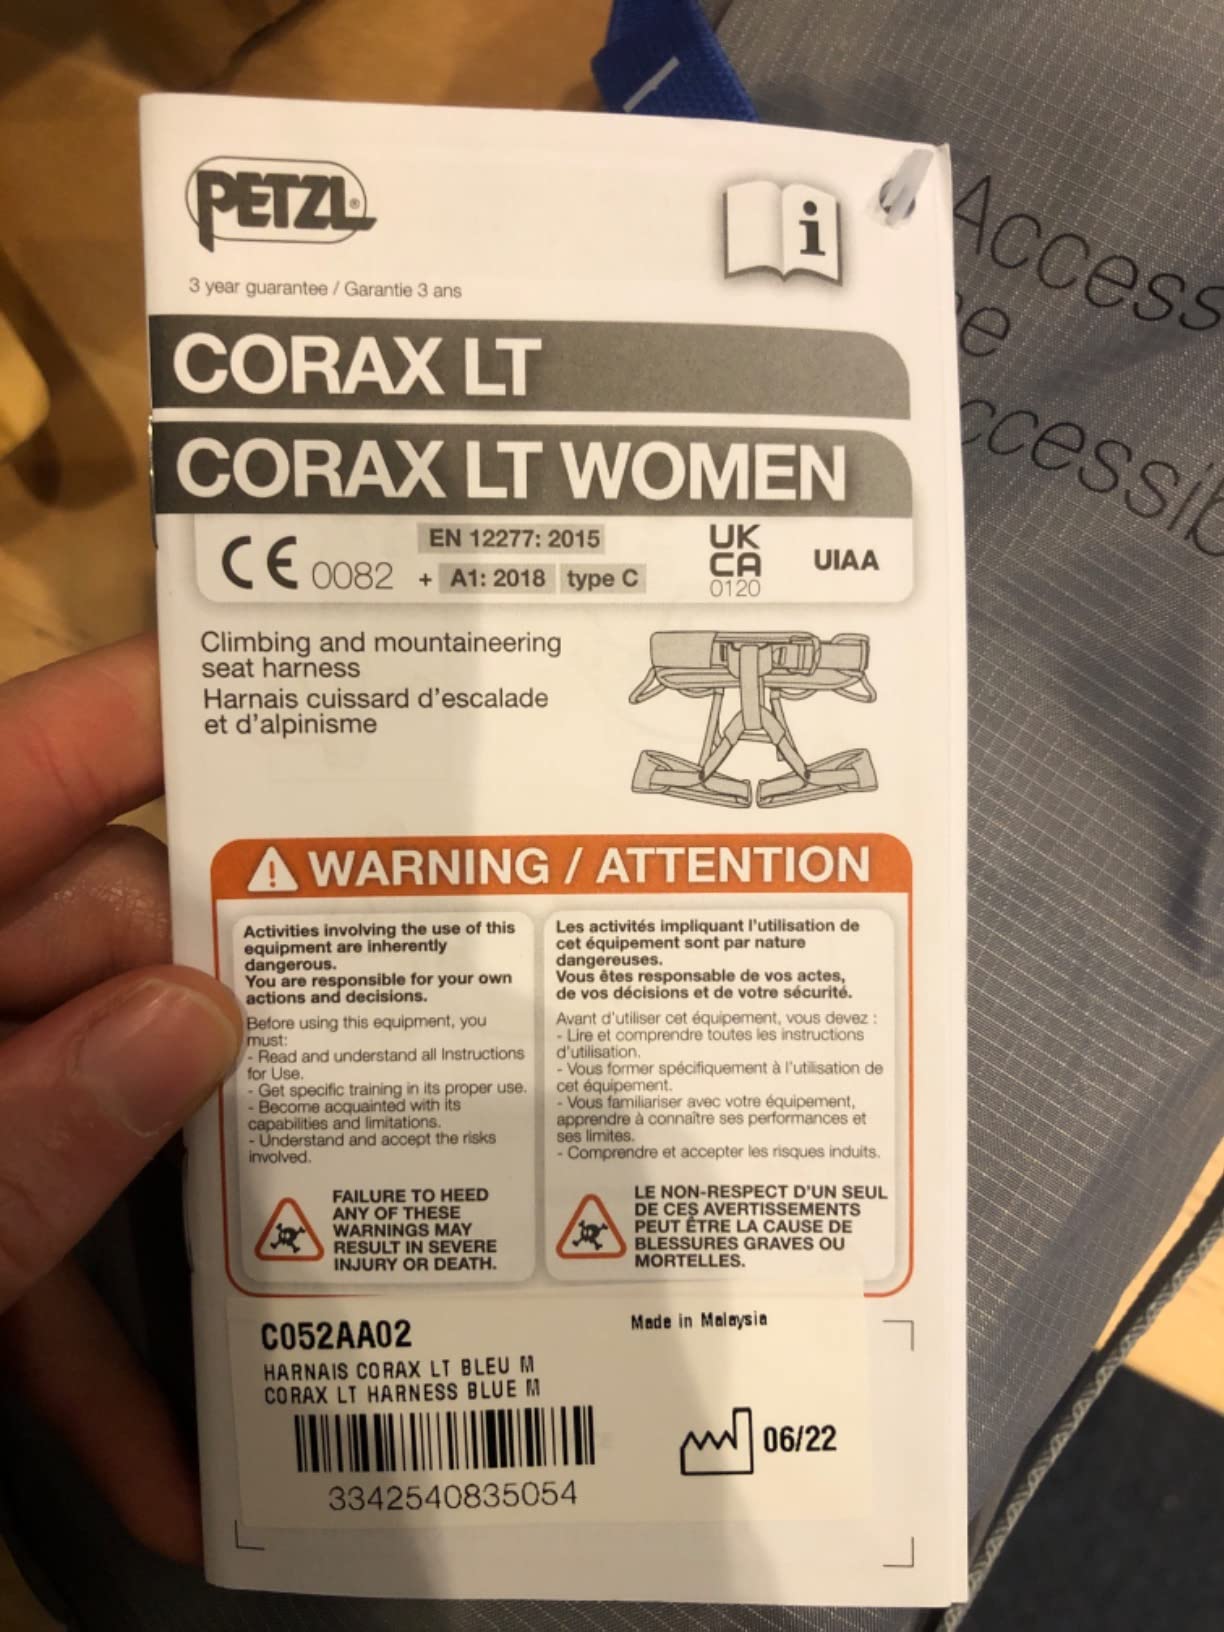 PETZL®
3 year guarantee / Garantie 3 ans
CORAX LT
CORAX LT WOMEN
CE 0082
EN 12277: 2015
+ A1: 2018 type C
UK
CA
0120
UIAA
Climbing and mountaineering
seat harness
Harnais cuissard d'escalade
et d'alpinisme
WARNING / ATTENTION
Activities involving the use of this
equipment are inherently
dangerous.
You are responsible for your own
actions and decisions.
Before using this equipment, you
must:
- Read and understand all Instructions
for Use.
- Get specific training in its proper use.
- Become acquainted with its
capabilities and limitations.
- Understand and accept the risks
involved.
FAILURE TO HEED
ANY OF THESE
WARNINGS MAY
RESULT IN SEVERE
INJURY OR DEATH.
Les activités impliquant l'utilisation de
cet équipement sont par nature
dangereuses.
Vous êtes responsable de vos actes,
de vos décisions et de votre sécurité.
Avant d'utiliser cet équipement, vous devez :
- Lire et comprendre toutes les instructions
d'utilisation.
- Vous former spécifiquement à l'utilisation de
cet équipement.
- Vous familiariser avec votre équipement,
apprendre à connaître ses performances et
ses limites.
- Comprendre et accepter les risques induits.
LE NON-RESPECT D'UN SEUL
DE CES AVERTISSEMENTS
PEUT ÊTRE LA CAUSE DE
BLESSURES GRAVES OU
MORTELLES.
C052AA02
HARNAIS CORAX LT BLEU M
CORAX LT HARNESS BLUE M
3342540835054
Made in Malaysia
06/22
Access